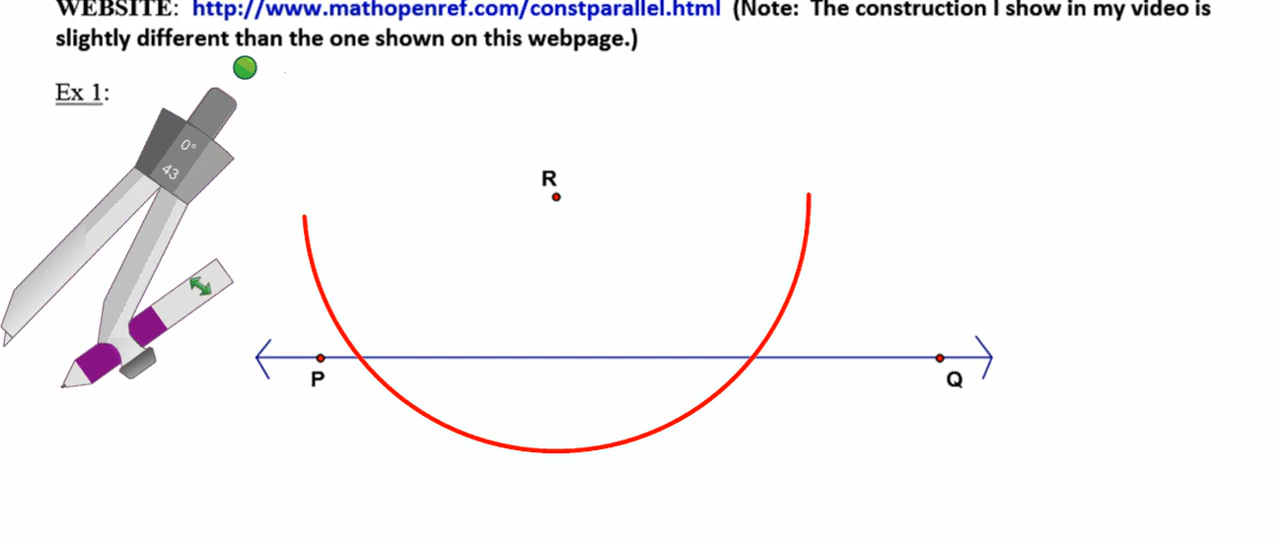 WEBSITE: http://www.mathopenref.com/constparallel.html (Note: The construction I show in my video is
slightly different than the one shown on this webpage.)
Ex 1:
0°
43
R
P
Q